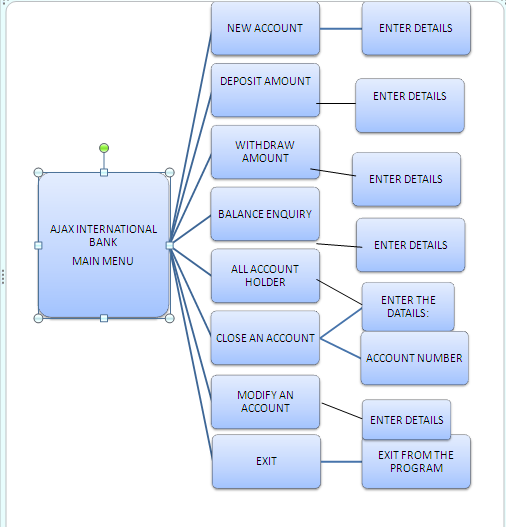 NEW ACCOUNT
ENTER DETAILS
DEPOSIT AMOUNT
ENTER DETAILS
WITHDRAW
AMOUNT
ENTER DETAILS
AJAX INTERNATIONAL
BANK
MAIN MENU
BALANCE ENQUIRY
ENTER DETAILS
ALL ACCOUNT
HOLDER
ENTER THE
DATAILS:
CLOSE AN ACCOUNT
ACCOUNT NUMBER
MODIFY AN
ACCOUNT
ENTER DETAILS
EXIT
EXIT FROM THE
PROGRAM